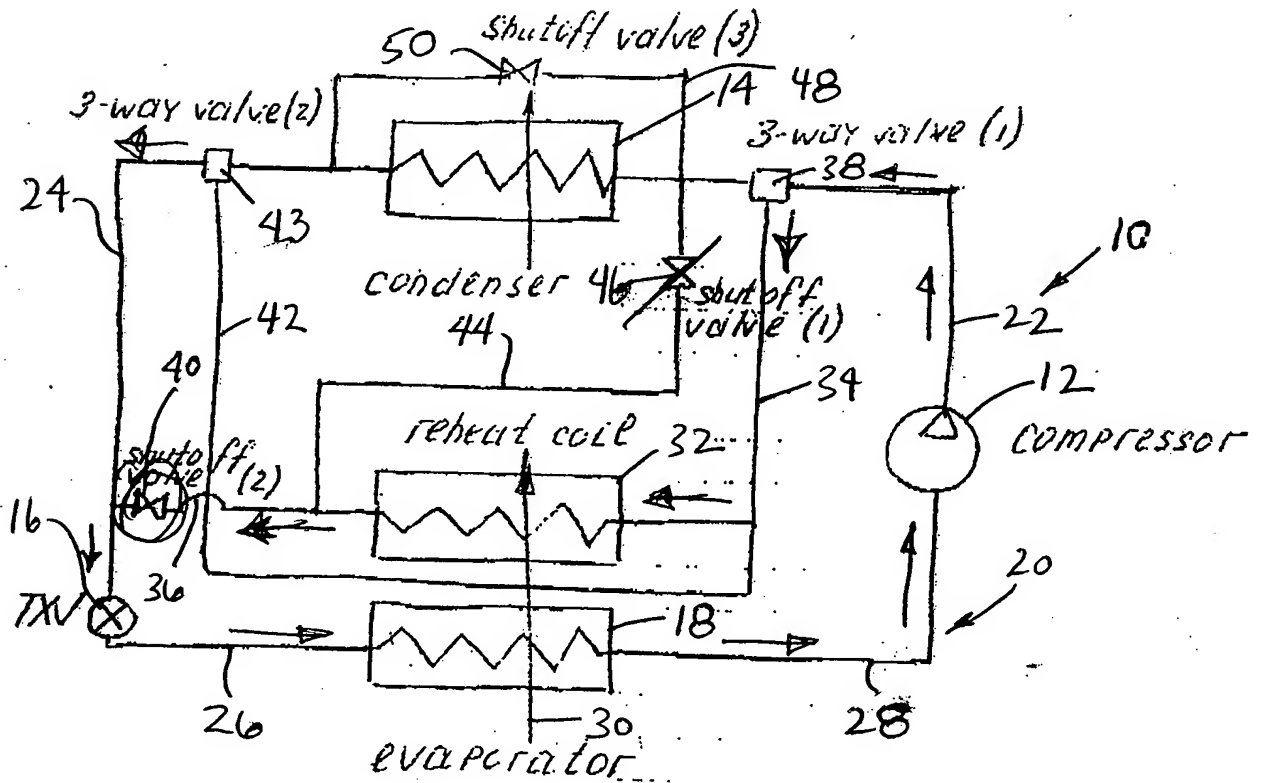 50 shutoff valve (3)
3-way valve (2)
14 48
3-way valve (1)
38
24
43
10
condenser 46
shutoff
valve (1)
42
22
44
40
34
12
reheat coil
32
compressor
shutoff
valve
(2)
16
36
20
TXV
18
26
30
28
evaporator